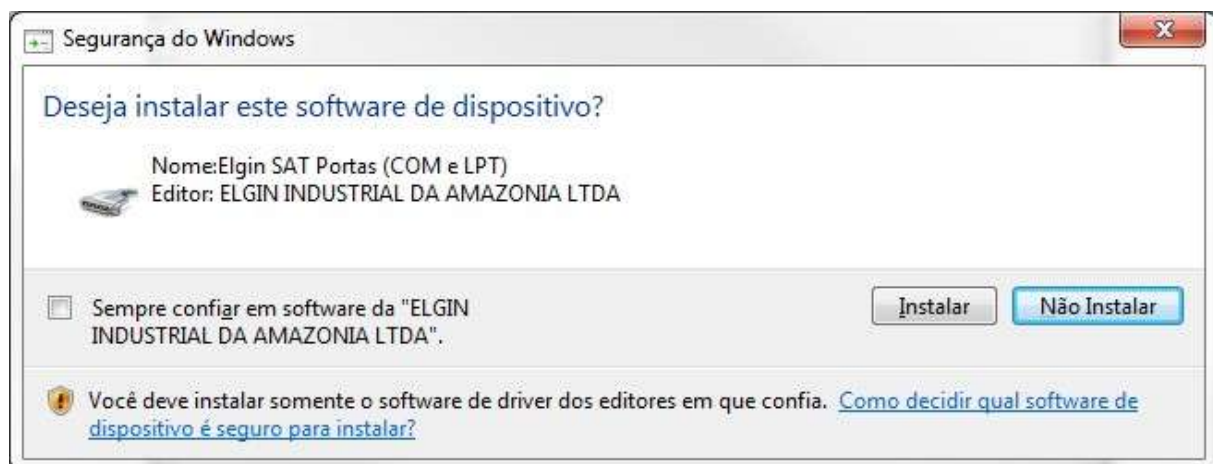 Segurança do Windows
Deseja instalar este software de dispositivo?
Nome:Elgin SAT Portas (COM e LPT)
Editor: ELGIN INDUSTRIAL DA AMAZONIA LTDA
Sempre confiar em software da "ELGIN
INDUSTRIAL DA AMAZONIA LTDA".
Instalar
Não Instalar
Você deve instalar somente o software de driver dos editores em que confia. Como decidir qual software de
dispositivo é seguro para instalar?